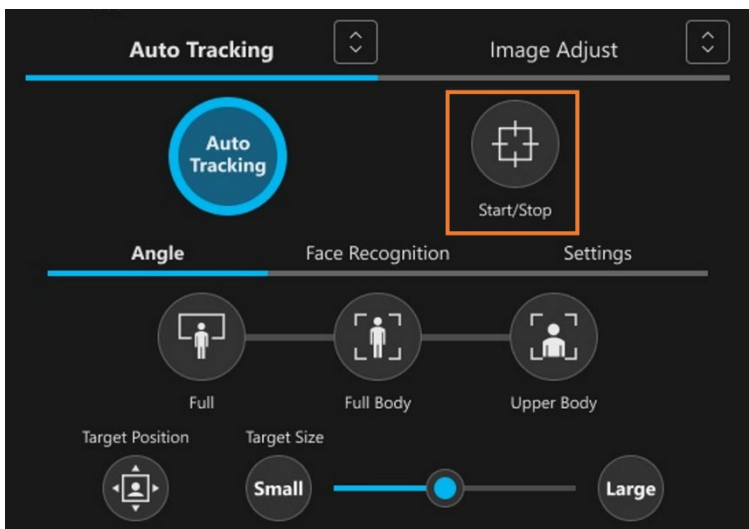 Auto Tracking
Image Adjust
Auto
Tracking
Start/Stop
Angle
Face Recognition
Settings
Full
Full Body
Upper Body
Target Position
Target Size
Small
Large